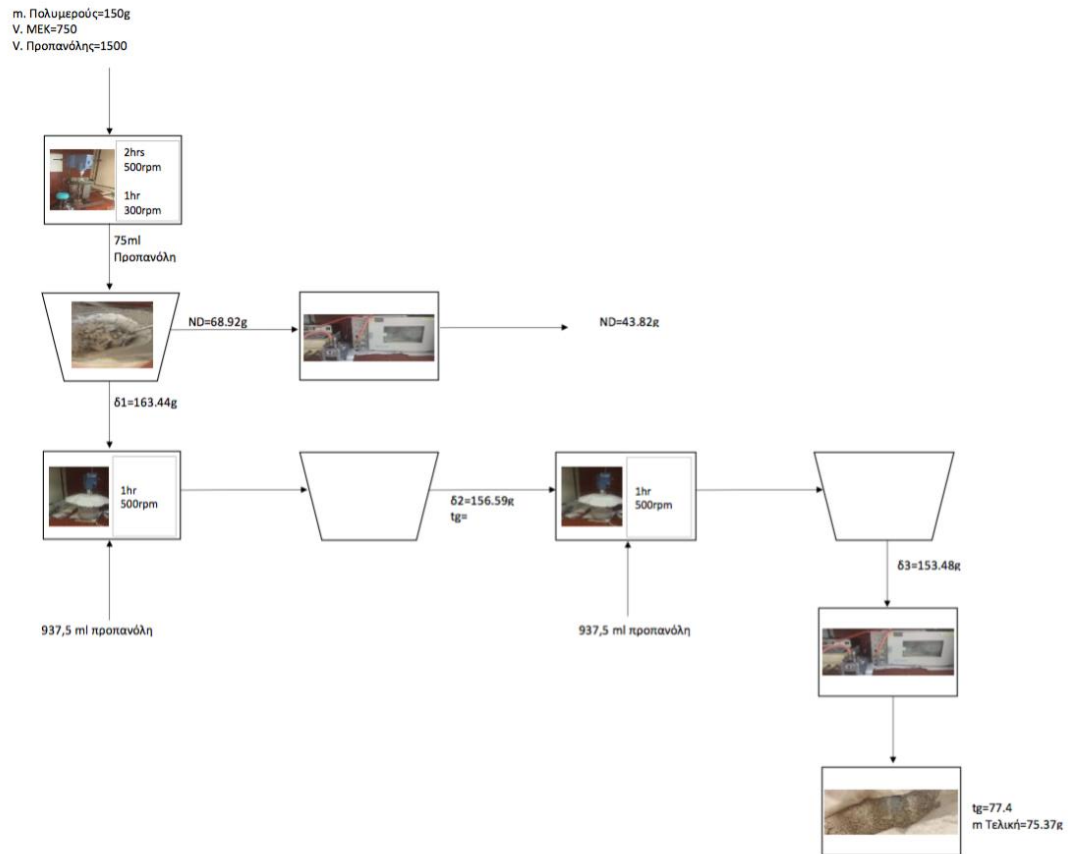 m. Πολυμερούς=150g
V. MEK=750
V. Προπανόλης=1500
2hrs
500rpm
1hr
300rpm
75ml
Προπανόλη
ND=68.92g
ND=43.82g
δ1=163.44g
1hr
500rpm
δ2=156.59g
tg=
1hr
500rpm
δ3=153.48g
937,5 ml προπανόλη
937,5 ml προπανόλη
tg=77.4
m Τελική=75.37g